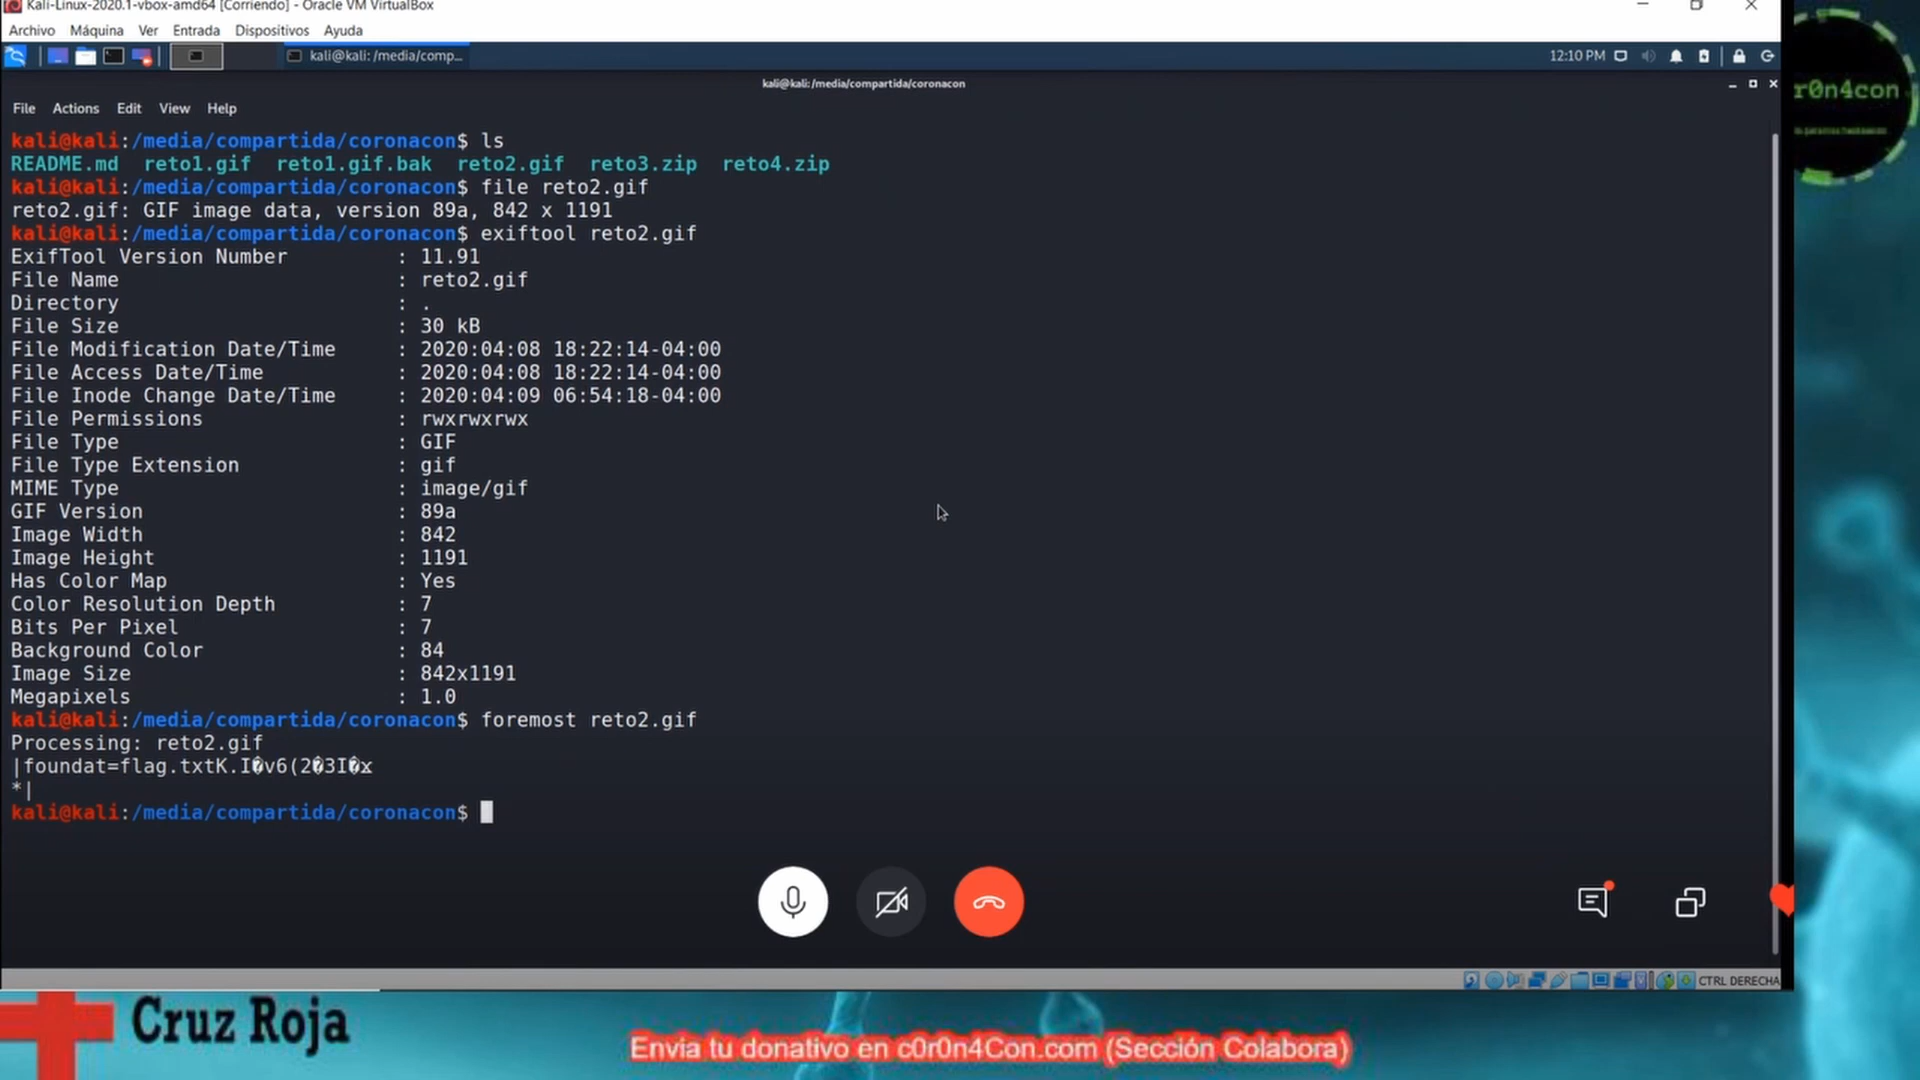 Kali-Linux-2020.1-vbox-amd64 [Corriendo] - Oracle VM VirtualBox
Archivo Máquina Ver Entrada Dispositivos Ayuda
kali@kali: /media/comp... 12:10 PM
kali@kali:/media/compartida/coronacon
File Actions Edit View Help
kali@kali:/media/compartida/coronacon$ ls
README.md reto1.gif reto1.gif.bak reto2.gif reto3.zip reto4.zip
kali@kali:/media/compartida/coronacon$ file reto2.gif
reto2.gif: GIF image data, version 89a, 842 x 1191
kali@kali:/media/compartida/coronacon$ exiftool reto2.gif
ExifTool Version Number : 11.91
File Name : reto2.gif
Directory : .
File Size : 30 kB
File Modification Date/Time : 2020:04:08 18:22:14-04:00
File Access Date/Time : 2020:04:08 18:22:14-04:00
File Inode Change Date/Time : 2020:04:09 06:54:18-04:00
File Permissions : rwxrwxrwx
File Type : GIF
File Type Extension : gif
MIME Type : image/gif
GIF Version : 89a
Image Width : 842
Image Height : 1191
Has Color Map : Yes
Color Resolution Depth : 7
Bits Per Pixel : 7
Background Color : 84
Image Size : 842x1191
Megapixels : 1.0
kali@kali:/media/compartida/coronacon$ foremost reto2.gif
Processing: reto2.gif
|foundat=flag.txtK.I�v6(2�3I�x
*|
kali@kali:/media/compartida/coronacon$
CTRL DERECHA
r0n4con
Cruz Roja
Envia tu donativo en c0r0n4Con.com (Sección Colabora)